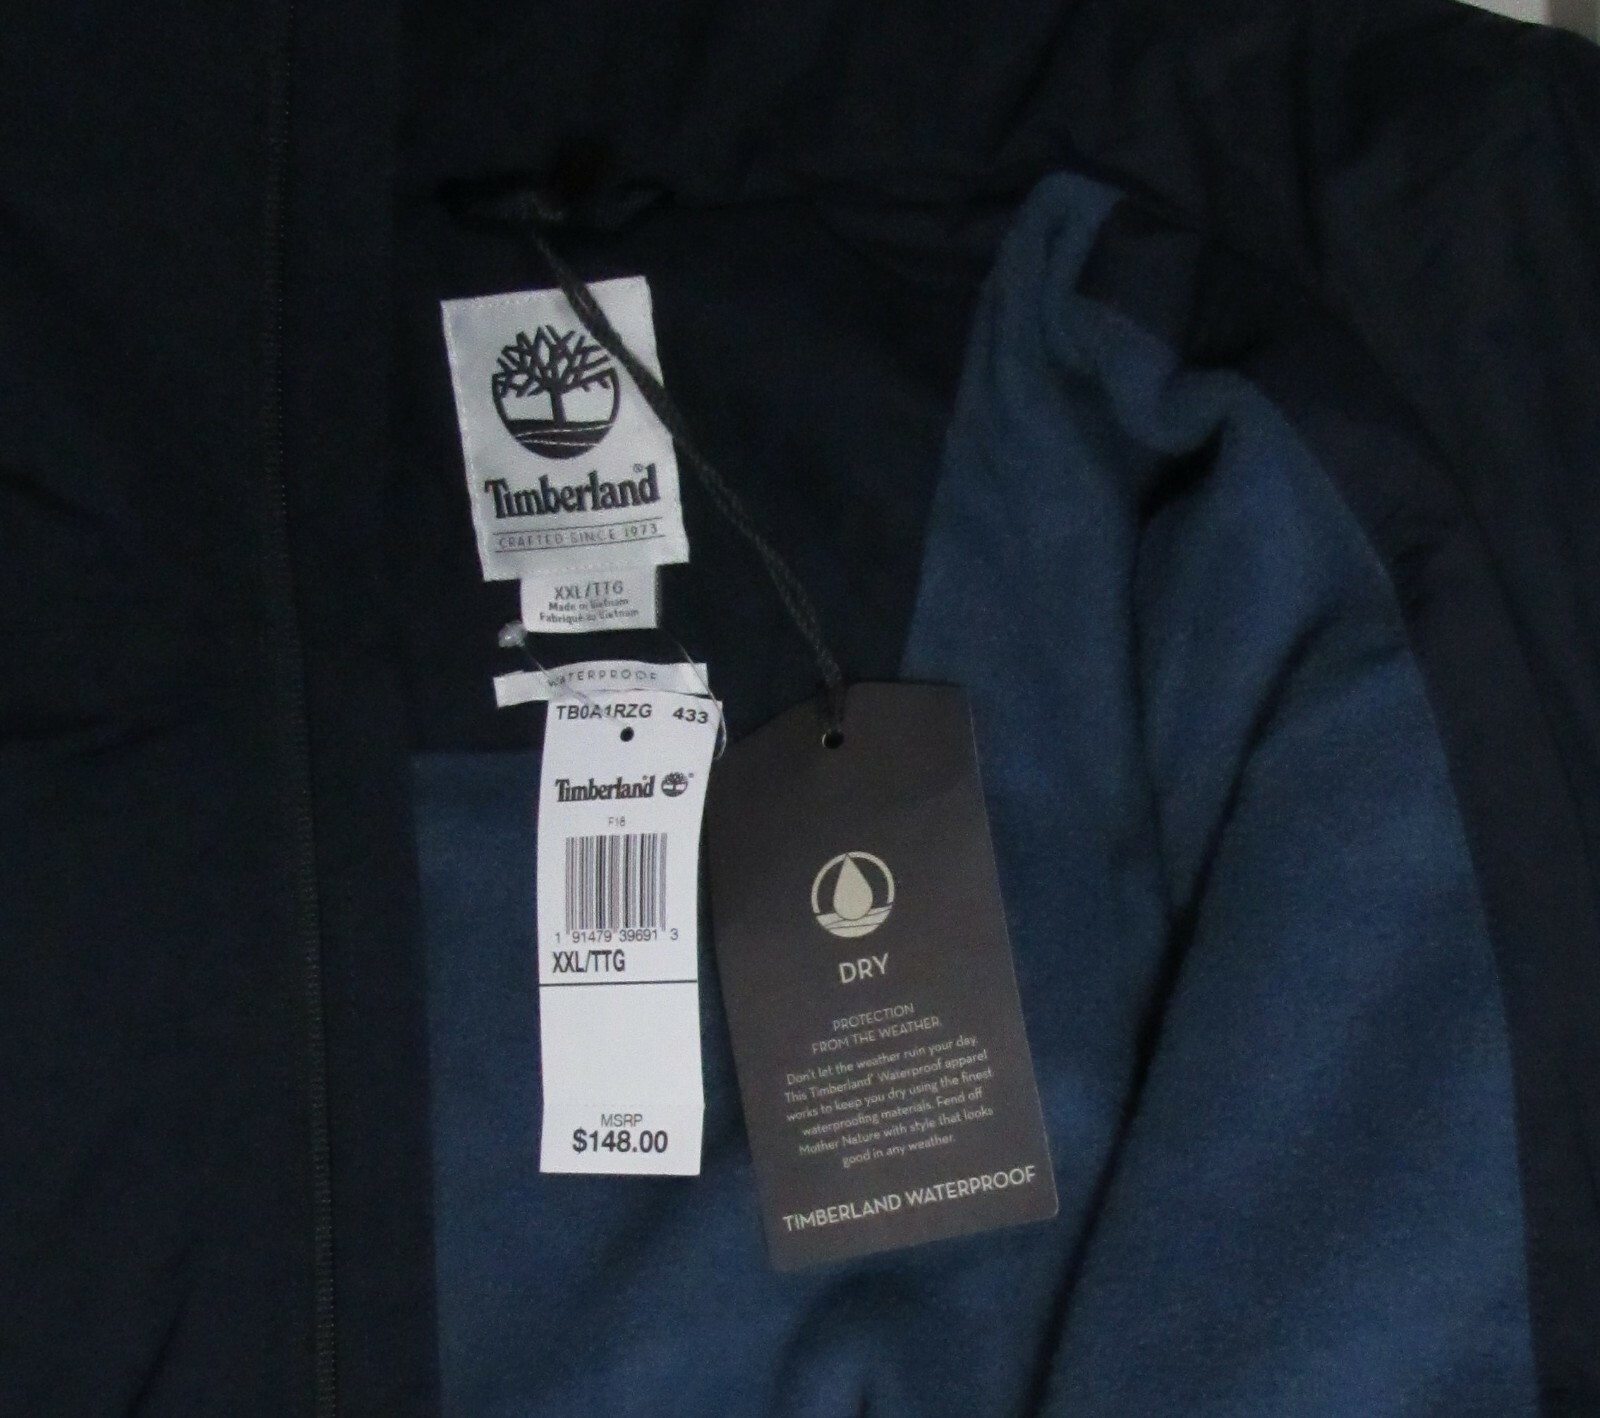 Timberland®
CRAFTED SINCE 1973
XXL/TTG
Made in Vietnam
Fabriqué au Vietnam
WATERPROOF
TB0A1RZG 433
Timberland®
F18
1 91479 39691 3
XXL/TTG
MSRP
$148.00
DRY
PROTECTION
FROM THE WEATHER.
Don't let the weather ruin your day.
This Timberland® Waterproof apparel
works to keep you dry using the finest
waterproofing materials. Fend off
Mother Nature with style that looks
good in any weather.
TIMBERLAND WATERPROOF